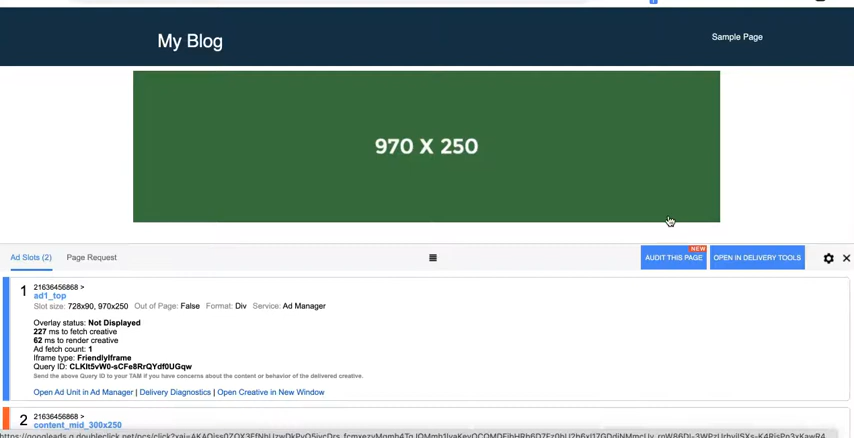 My Blog
Sample Page
970 X 250
Ad Slots (2)
Page Request
NEW
AUDIT THIS PAGE
OPEN IN DELIVERY TOOLS
1
21636456868 >
ad1_top
Slot size: 728x90, 970x250 Out of Page: False Format: Div Service: Ad Manager
Overlay status: Not Displayed
227 ms to fetch creative
62 ms to render creative
Ad fetch count: 1
Iframe type: FriendlyIframe
Query ID: CLKIt5vW0-sCFe8RrQYdf0UGqw
Send the above Query ID to your TAM if you have concerns about the content or behavior of the delivered creative.
Open Ad Unit in Ad Manager | Delivery Diagnostics | Open Creative in New Window
2
21636456868 >
content_mid_300x250